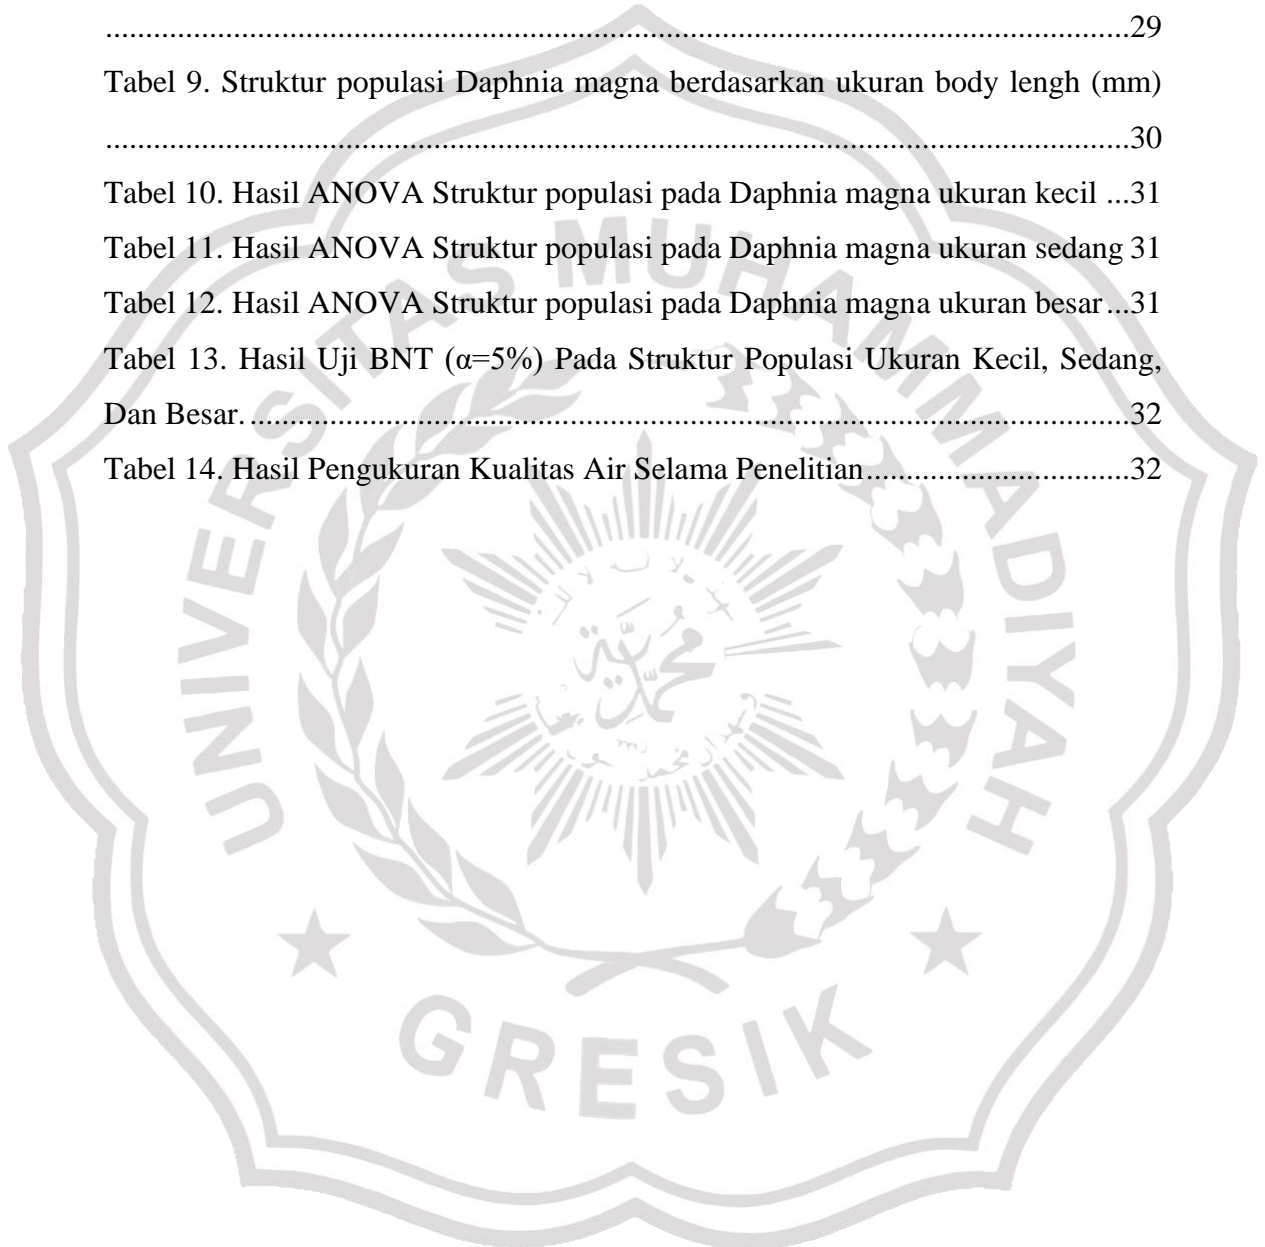 ................................................................................................................................29
Tabel 9. Struktur populasi Daphnia magna berdasarkan ukuran body lengh (mm)
................................................................................................................................30
Tabel 10. Hasil ANOVA Struktur populasi pada Daphnia magna ukuran kecil ...31
Tabel 11. Hasil ANOVA Struktur populasi pada Daphnia magna ukuran sedang 31
Tabel 12. Hasil ANOVA Struktur populasi pada Daphnia magna ukuran besar...31
Tabel 13. Hasil Uji BNT (α=5%) Pada Struktur Populasi Ukuran Kecil, Sedang,
Dan Besar...............................................................................................................32
Tabel 14. Hasil Pengukuran Kualitas Air Selama Penelitian.................................32
UNIVERSITAS MUHAMMADIYAH
محمدية
GRESIK